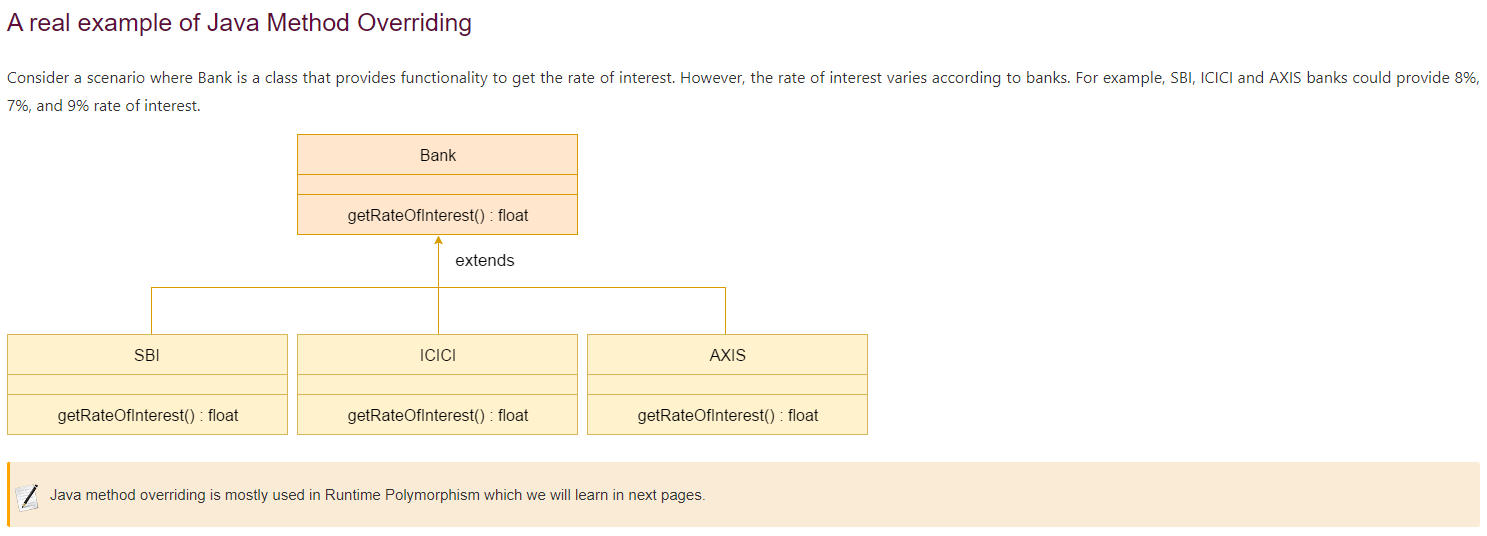 A real example of Java Method Overriding
Consider a scenario where Bank is a class that provides functionality to get the rate of interest. However, the rate of interest varies according to banks. For example, SBI, ICICI and AXIS banks could provide 8%,
7%, and 9% rate of interest.
Bank
getRateOfInterest() : float
extends
SBI
ICICI
AXIS
getRateOfInterest() : float
getRateOfInterest() : float
getRateOfInterest() : float
Java method overriding is mostly used in Runtime Polymorphism which we will learn in next pages.